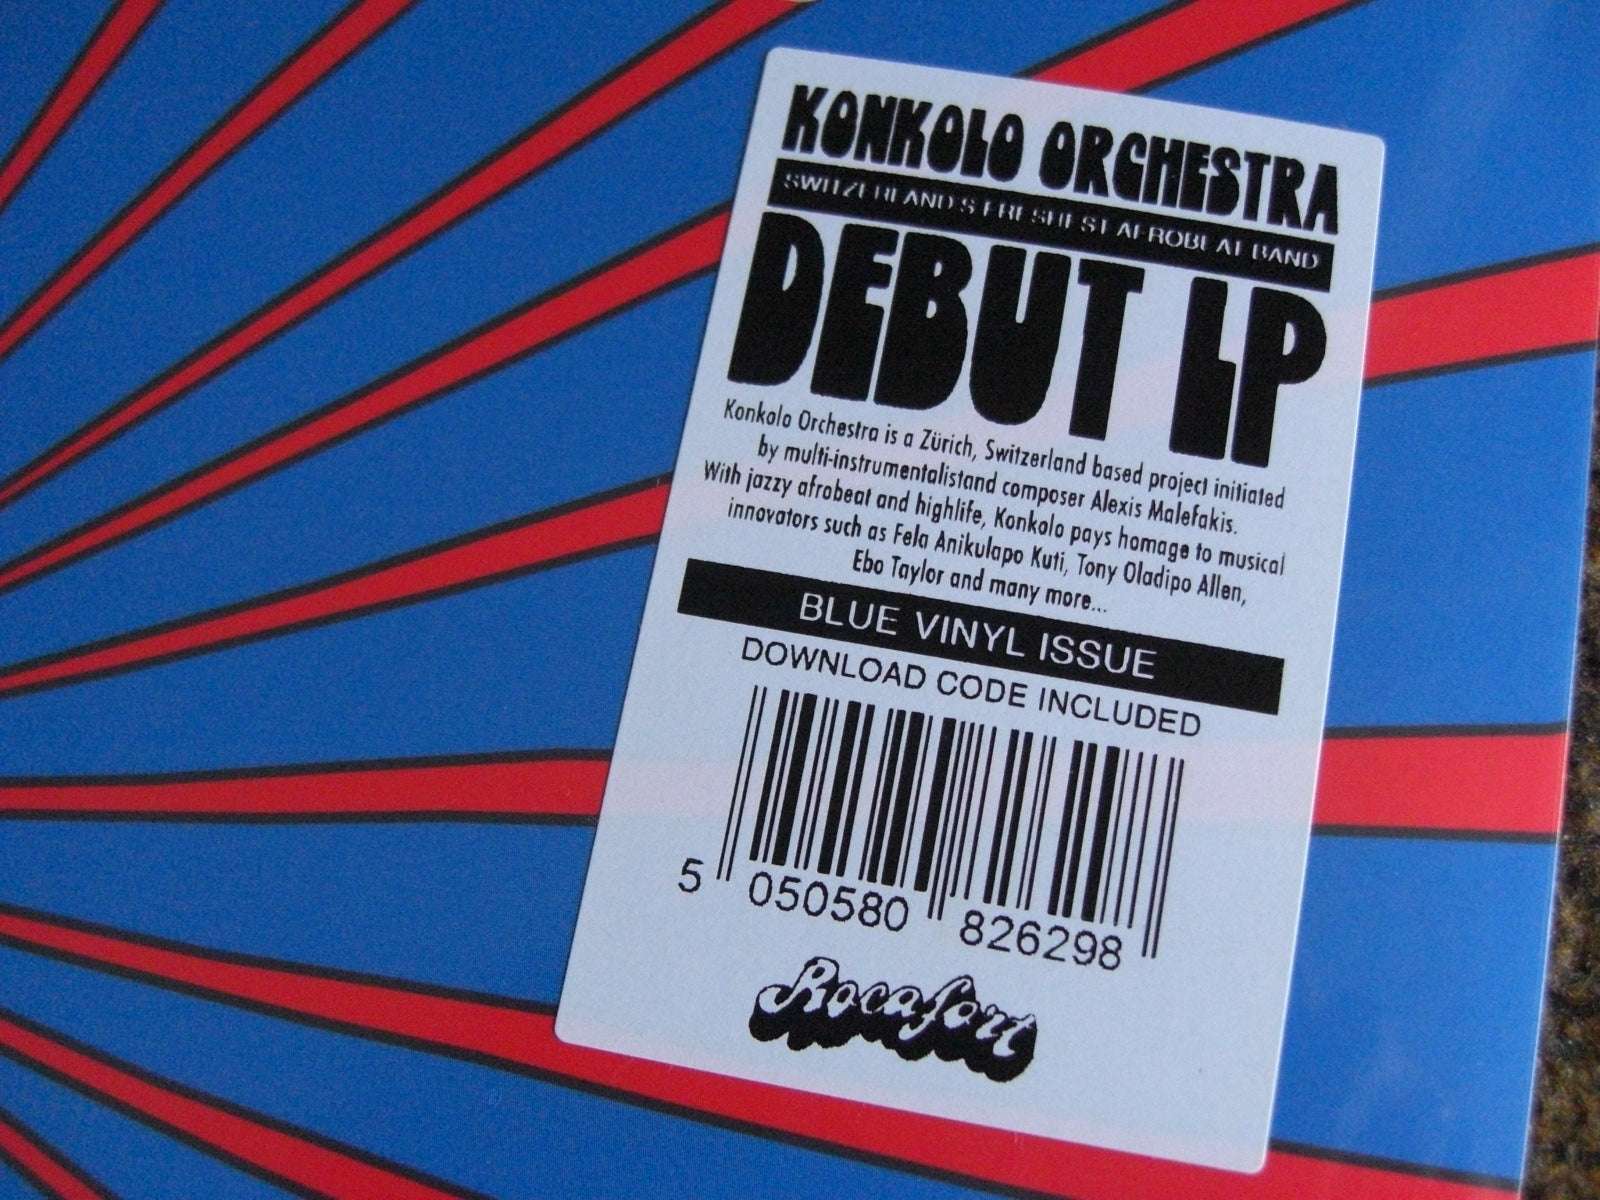 KONKOLO ORCHESTRA
SWITZERLAND'S FRESHEST AFROBEAT BAND
DEBUT LP
Konkolo Orchestra is a Zürich, Switzerland based project initiated
by multi-instrumentalistand composer Alexis Malefakis.
With jazzy afrobeat and highlife, Konkolo pays homage to musical
innovators such as Fela Anikulapo Kuti, Tony Oladipo Allen,
Ebo Taylor and many more...
BLUE VINYL ISSUE
DOWNLOAD CODE INCLUDED
5 050580 826298
Rocafort